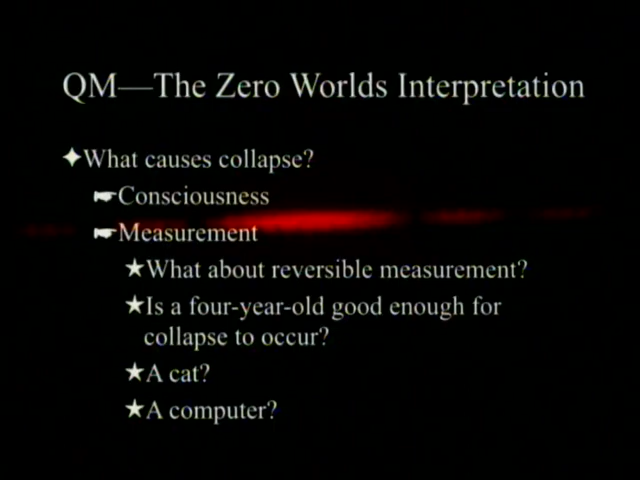 QM—The Zero Worlds Interpretation
What causes collapse?
Consciousness
Measurement
What about reversible measurement?
Is a four-year-old good enough for
collapse to occur?
A cat?
A computer?